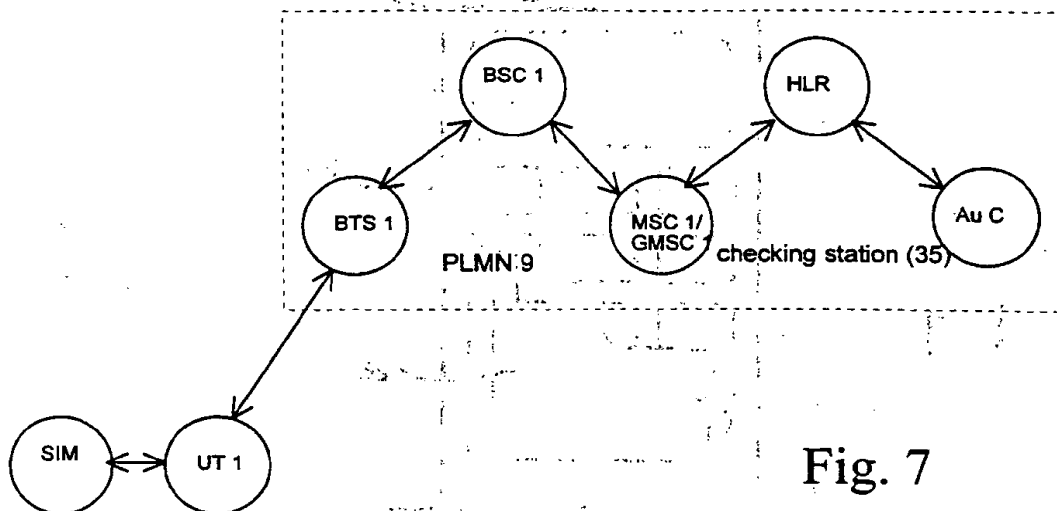 BSC 1
HLR
BTS 1
MSC 1/
GMSC 1
Au C
PLMN 9
checking station (35)
SIM
UT 1
Fig. 7